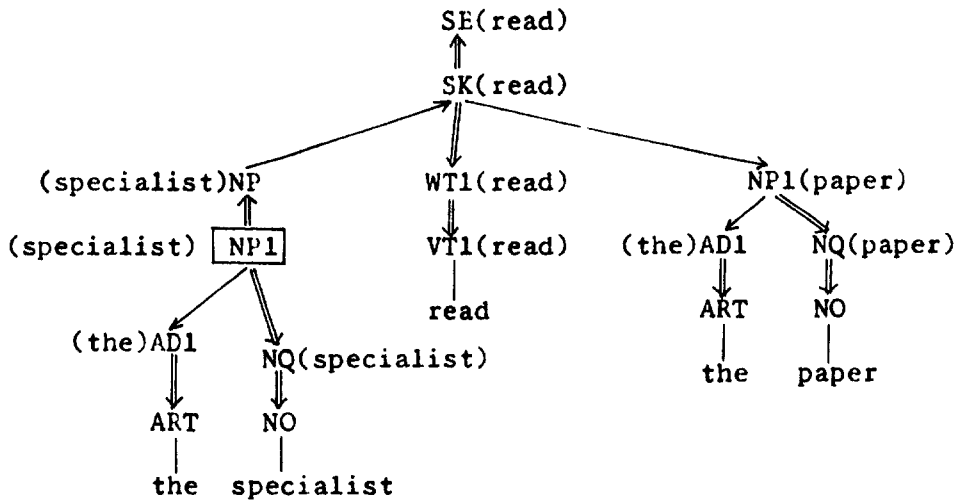 SE(read)
SK(read)
(specialist)NP WT1(read) NP1(paper)
(specialist) NP1 VT1(read) (the)AD1 NQ(paper)
read ART NO
(the)AD1 NQ(specialist) the paper
ART NO
the specialist